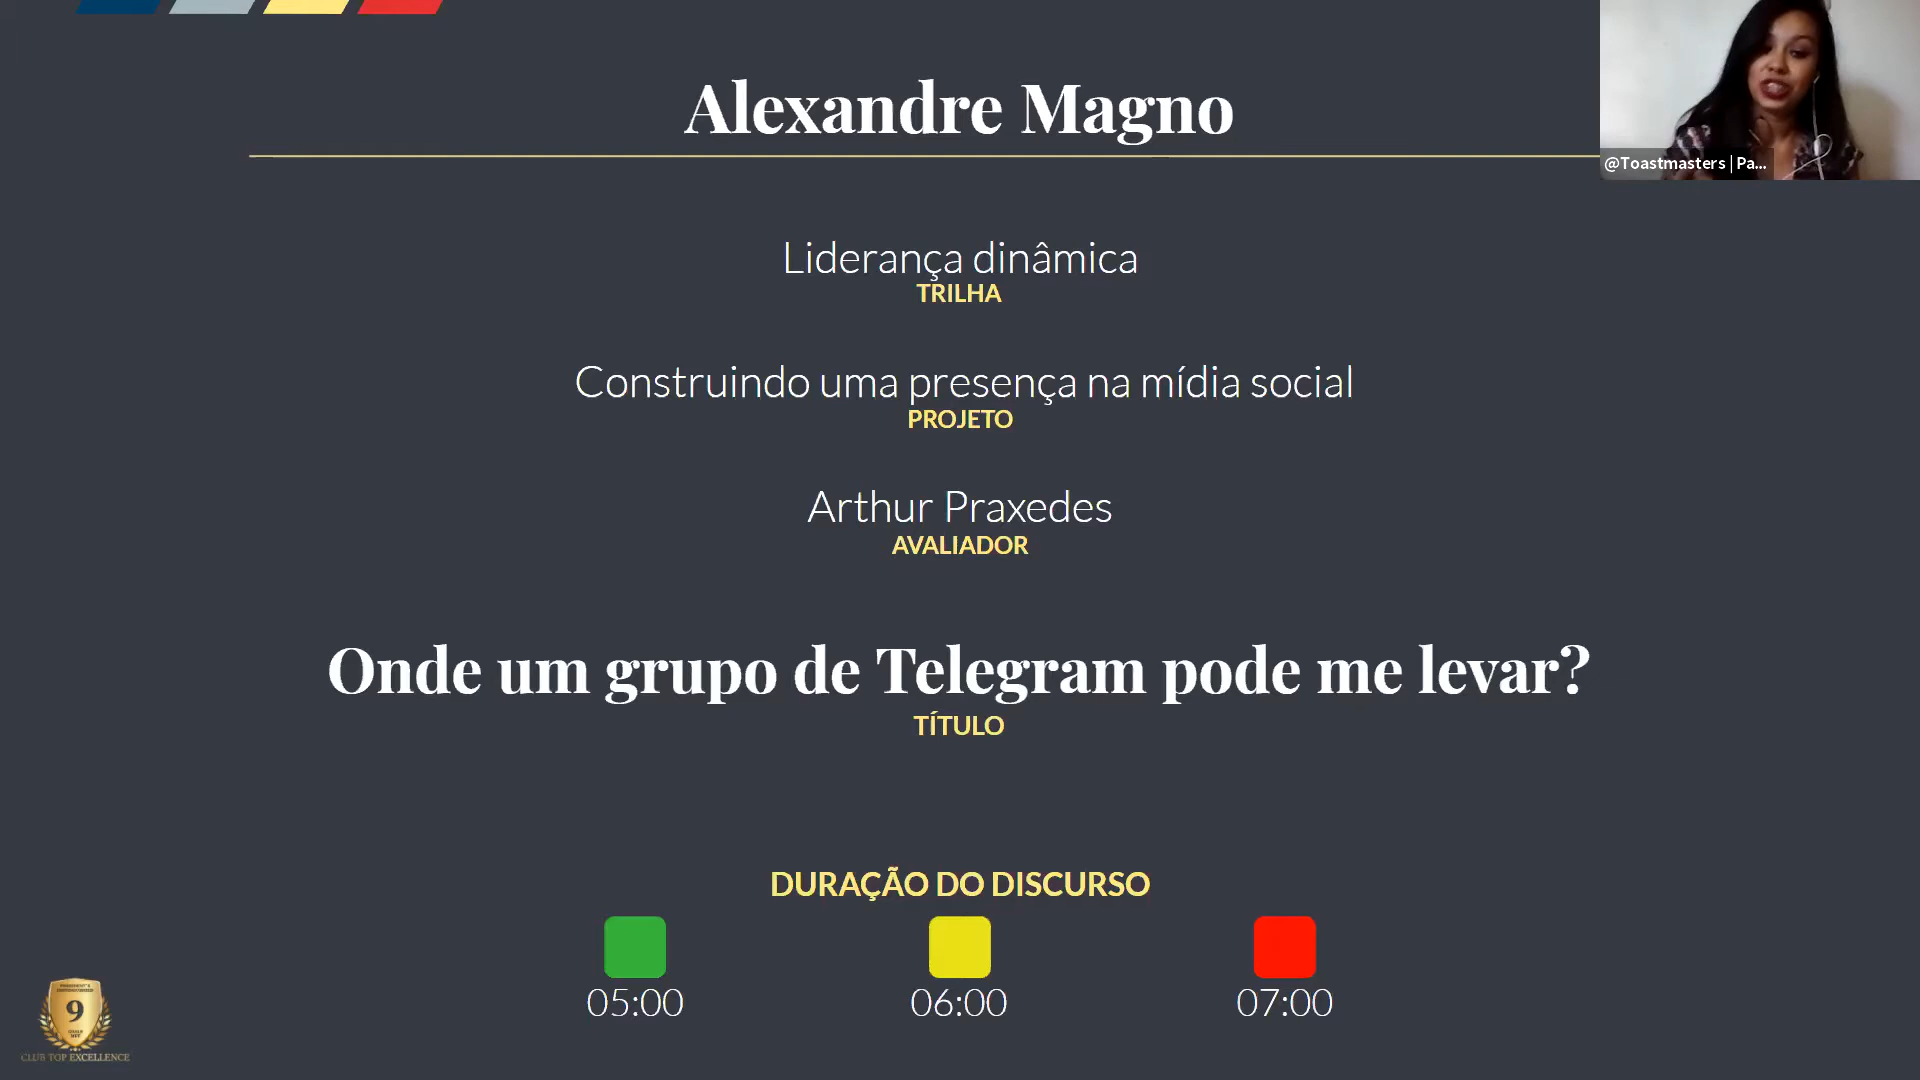 Alexandre Magno
@Toastmasters | Pa...
Liderança dinâmica
TRILHA
Construindo uma presença na mídia social
PROJETO
Arthur Praxedes
AVALIADOR
Onde um grupo de Telegram pode me levar?
TÍTULO
DURAÇÃO DO DISCURSO
05:00
06:00
07:00
9
CLUB TOP EXCELLENCE